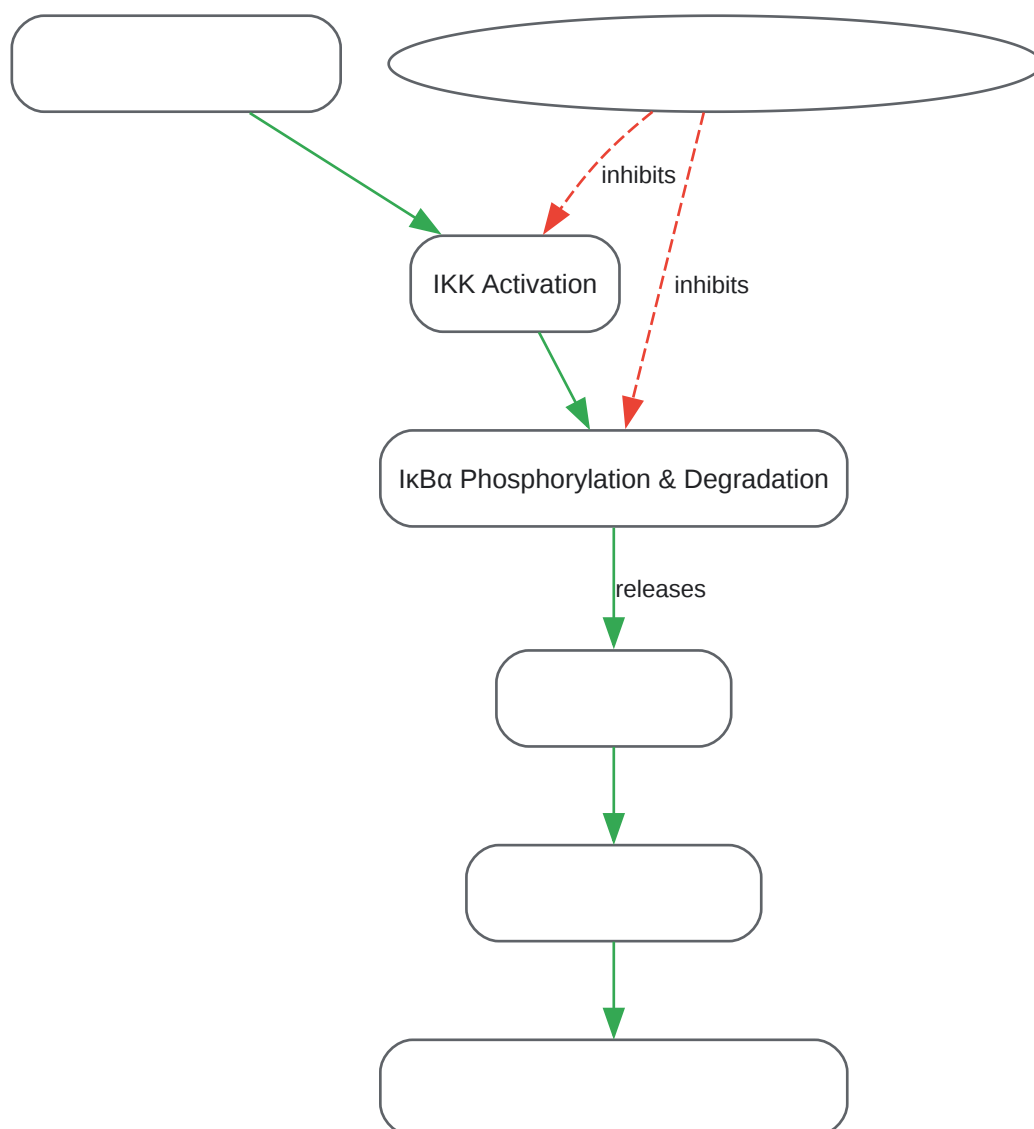 inhibits
IKK Activation
inhibits
IκBα Phosphorylation & Degradation
releases